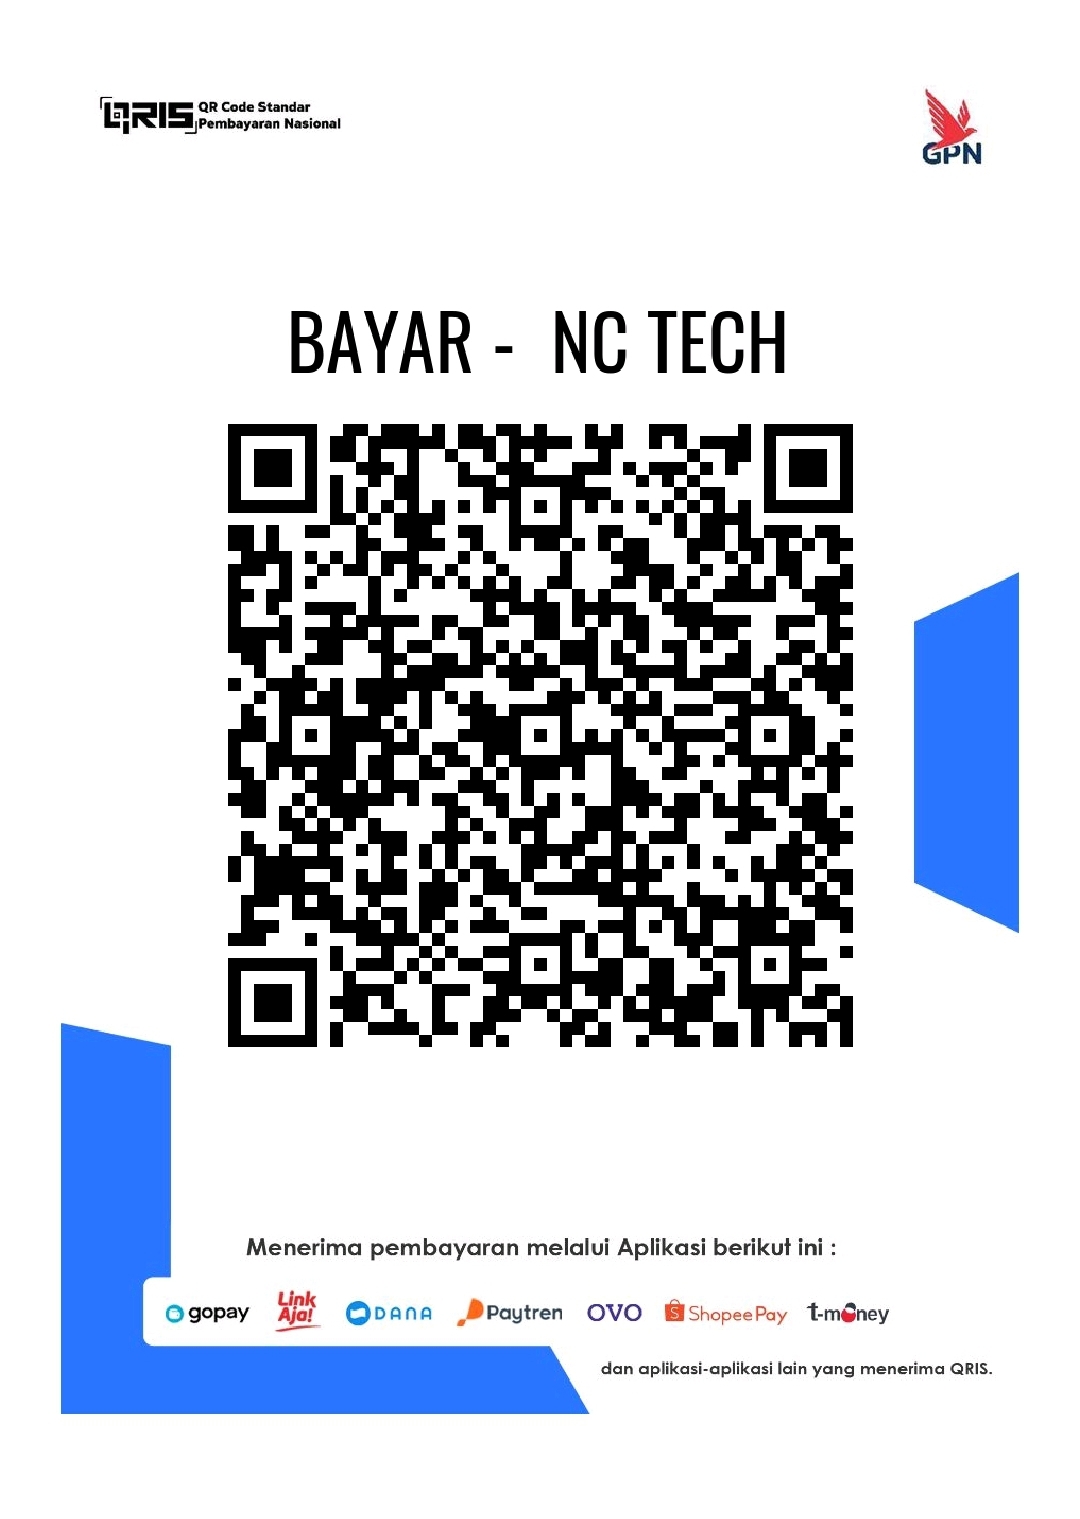 QRIS QR Code Standar
Pembayaran Nasional
GPN
BAYAR - NC TECH
Menerima pembayaran melalui Aplikasi berikut ini :
gopay LinkAja! DANA Paytren OVO ShopeePay t-money
dan aplikasi-aplikasi lain yang menerima QRIS.